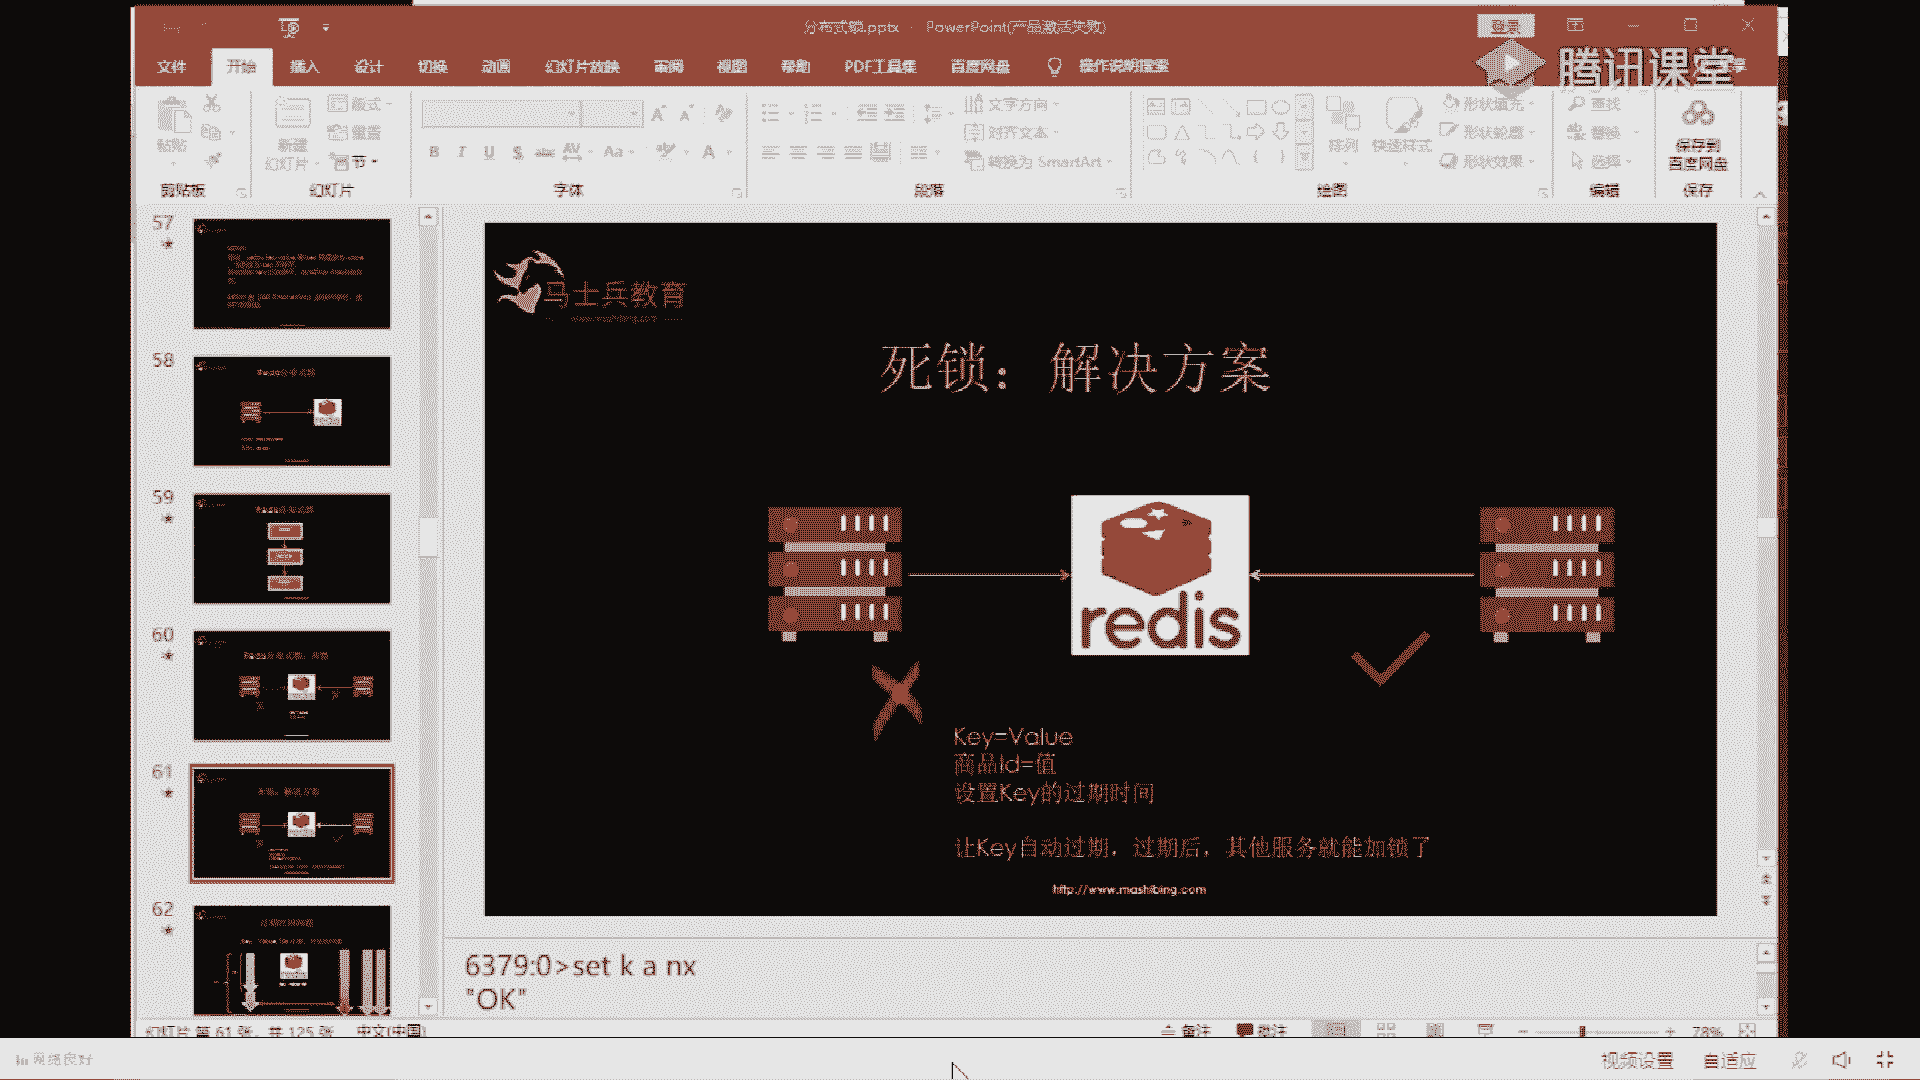 分布式锁.pptx - PowerPoint(产品激活失败)
登录
腾讯课堂
文件 开始 插入 设计 切换 动画 幻灯片放映 审阅 视图 帮助 PDF工具集 百度网盘 操作说明搜索
粘贴
新建
幻灯片
版式
重置
节
文字方向
对齐文本
转换为 SmartArt
排列
快速样式
形状填充
形状轮廓
形状效果
查找
替换
选择
保存到
百度网盘
剪贴板 幻灯片 字体 段落 绘图 编辑 保存
57
58
59
60
61
62
马士兵教育
www.mashibing.com
死锁：解决方案
redis
Key=Value
商品Id=值
设置Key的过期时间
让Key自动过期，过期后，其他服务就能加锁了
http://www.mashibing.com
6379:0>set k a nx
"OK"
幻灯片 第 61 张，共 125 张 中文(中国)
备注 批注 78%
网络良好
视频设置 自适应